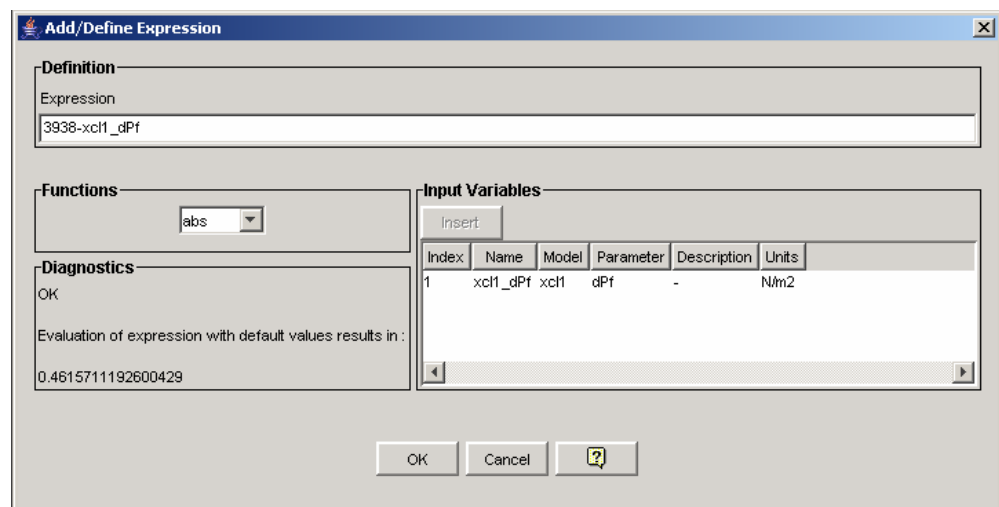 Add/Define Expression
Definition
Expression
3938-xcl1_dPf
Functions
abs
Diagnostics
OK
Evaluation of expression with default values results in :
0.4615711192600429
Input Variables
Insert
Index Name Model Parameter Description Units
1 xcl1_dPf xcl1 dPf - N/m2
OK Cancel ?